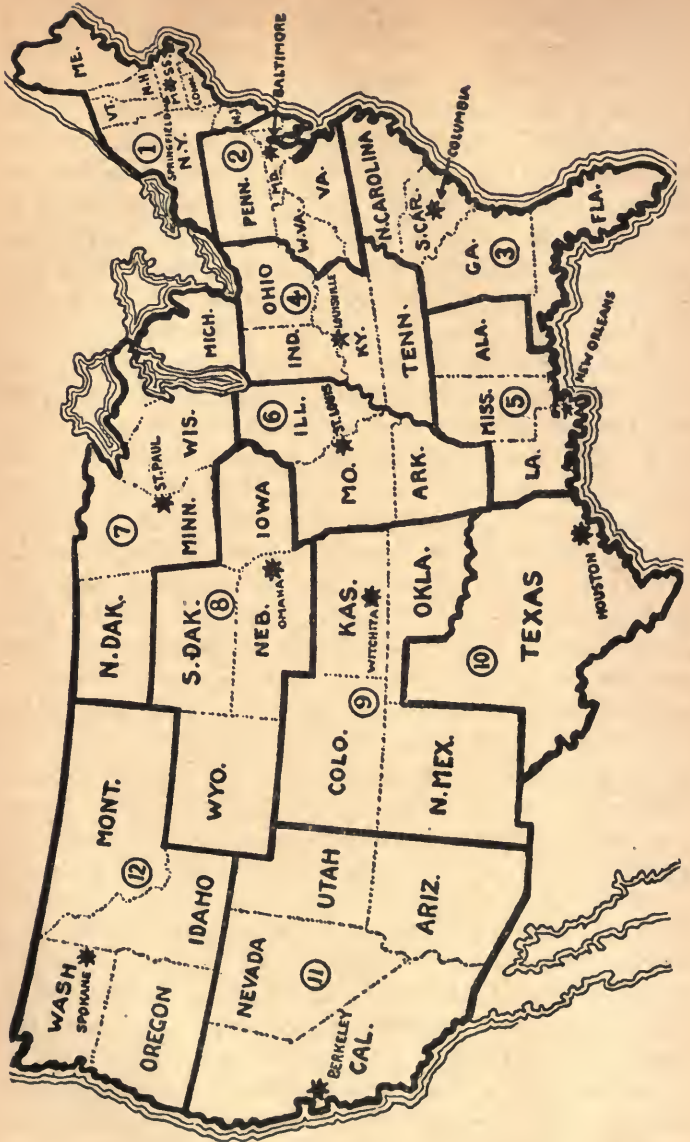 WASH
SPOKANE
OREGON
MONT.
12
IDAHO
NEVADA
11
UTAH
BERKELEY
CAL.
ARIZ.
WYO.
COLO.
9
N.MEX.
N.DAK.
S.DAK.
8
NEB.
OMAHA
KAS.
WITCHITA
OKLA.
10
TEXAS
HOUSTON
7
MINN.
ST.PAUL
WIS.
IOWA
MICH.
6
ILL.
ST.LOUIS
MO.
ARK.
LA.
MISS.
5
ALA.
NEW ORLEANS
OHIO
4
IND.
LOUISVILLE
KY.
TENN.
ME.
VT.
N.H
MASS.
CONN.
1
SPRINGFIELD
N.Y.
N.J.
2
PENN.
MD.
BALTIMORE
W.VA.
VA.
N.CAROLINA
S.CAR.
COLUMBIA
GA.
3
FLA.